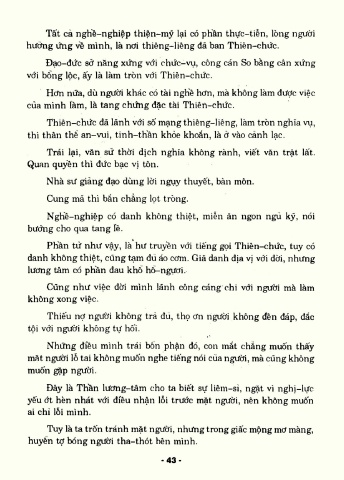 Tất cả nghề-nghiệp thiện-mỹ lại có phần thực-tiễn, lòng người
hướng ứng về mình, là nơi thiêng-liêng đã ban Thiên-chức.
Đạo-đức sở năng xứng với chức-vụ, công cán So bằng cân xứng
với bổng lộc, ấy là làm tròn với Thiên-chức.
Hơn nữa, dù người khác có tài nghề hơn, mà không làm được việc
của mình làm, là tang chứng đặc tài Thiên-chức.
Thiên-chức đã lãnh với số mạng thiêng-liêng, làm tròn nghĩa vụ,
thì thân thể an-vui, tinh-thần khỏe khoắn, là ở vào cảnh lạc.
Trái lại, văn sử thời dịch nghĩa không rành, viết văn trật lất.
Quan quyền thì đức bạc vị tôn.
Nhà sư giảng đạo dùng lời ngụy thuyết, bàn môn.
Cung mã thì bắn chẳng lọt tròng.
Nghề-nghiệp có danh không thiệt, miễn ăn ngon ngủ kỹ, nói
bướng cho qua tang lề.
Phần tử như vậy, là hư truyền với tiếng gọi Thiên-chức, tuy có
danh không thiệt, cũng tạm đủ áo cơm. Giả danh địa vị với đời, nhưng
lương tâm có phần đau khổ hổ-ngươi.
Cũng như việc đời mình lãnh công cáng chi với người mà làm
không xong việc.
Thiếu nợ người không trả đủ, thọ ơn người không đền đáp, đắc
tội với người không tự hối.
Những điều mình trái bổn phận đó, con mắt chẳng muốn thấy
mặt người lỗ tai không muốn nghe tiếng nói của người, mà cũng không
muốn gặp người.
Đây là Thần lương-tâm cho ta biết sự liêm-sỉ, ngặt vì nghị-lực
yếu ớt hèn nhát với điều nhận lỗi trước mặt người, nên không muốn
ai chỉ lỗi mình.
Tuy là ta trốn tránh mặt người, nhưng trong giấc mộng mơ màng,
huyển tợ bóng người tha-thót bên mình.
- 43 -